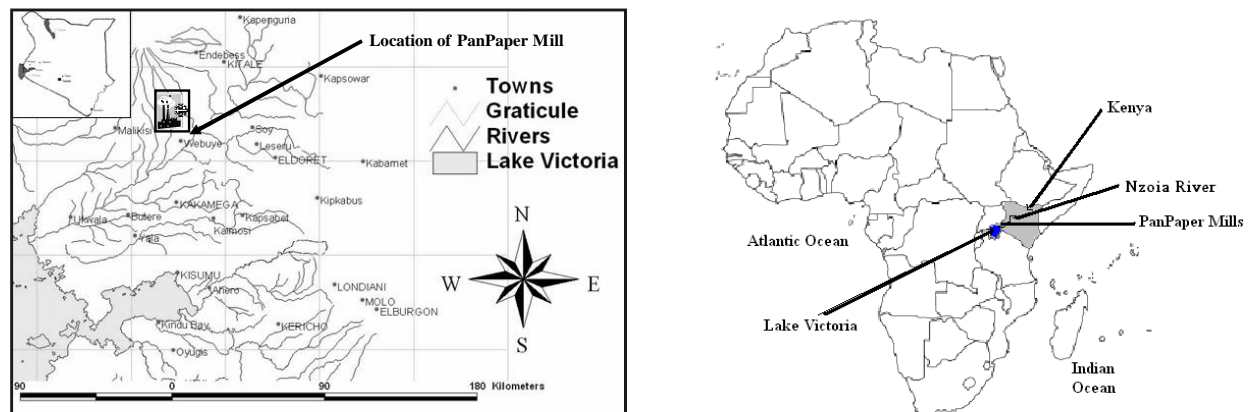 Kapenguria
Location of PanPaper Mill
Endebess
KITALE
Kapsowar
Towns
Graticule
Rivers
Lake Victoria
Malikisi
Webuye
Soy
Leseru
ELDORET
Kabarnet
Ukwala
Butere
KAKAMEGA
Kaimosi
Kapsabet
Kipkabus
Yala
KISUMU
Ahero
LONDIANI
MOLO
ELBURGON
Kindu Bay
KERICHO
Oyugis
N
W
E
S
90
0
90
180 Kilometers
Kenya
Nzoia River
PanPaper Mills
Atlantic Ocean
Lake Victoria
Indian
Ocean